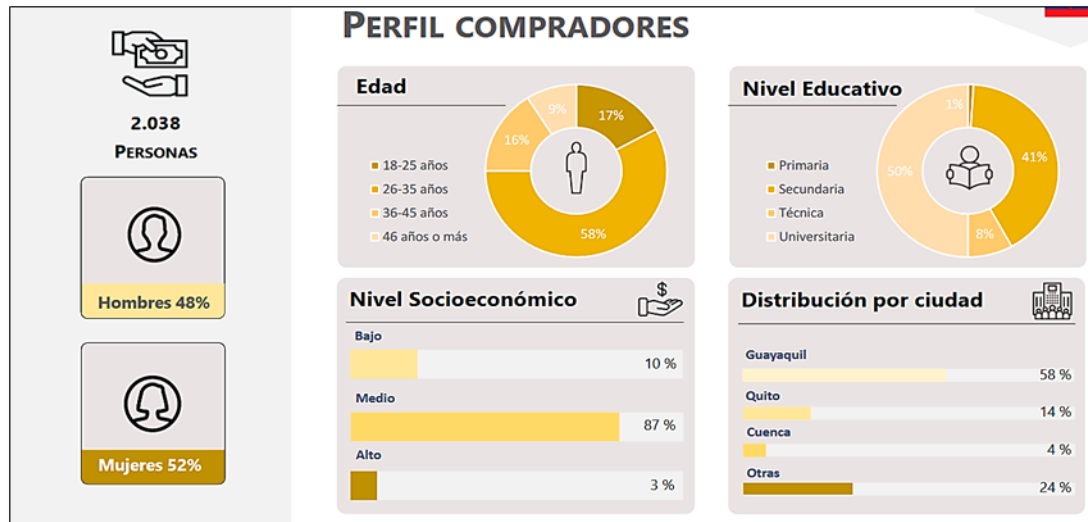 PERFIL COMPRADORES
2.038
PERSONAS
Hombres 48%
Mujeres 52%
Edad
18-25 años
26-35 años
36-45 años
46 años o más
17%
58%
16%
9%
Nivel Educativo
Primaria
Secundaria
Técnica
Universitaria
1%
41%
8%
50%
Nivel Socioeconómico
$
Bajo
10 %
Medio
87 %
Alto
3 %
Distribución por ciudad
Guayaquil
58 %
Quito
14 %
Cuenca
4 %
Otras
24 %